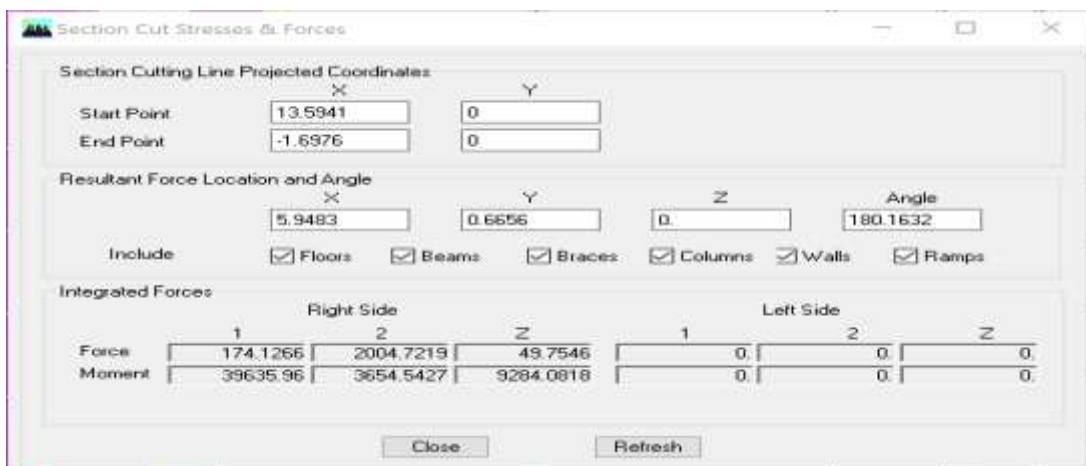 Section Cut Stresses & Forces
Section Cutting Line Projected Coordinates
X Y
Start Point 13.5941 0
End Point -1.6976 0
Resultant Force Location and Angle
X Y Z Angle
5.9483 0.6656 0. 180.1632
Include Floors Beams Braces Columns Walls Ramps
Integrated Forces
Right Side Left Side
1 2 Z 1 2 Z
Force 174.1266 2004.7219 49.7546 0. 0. 0.
Moment 39635.96 3654.5427 9284.0818 0. 0. 0.
Close Refresh